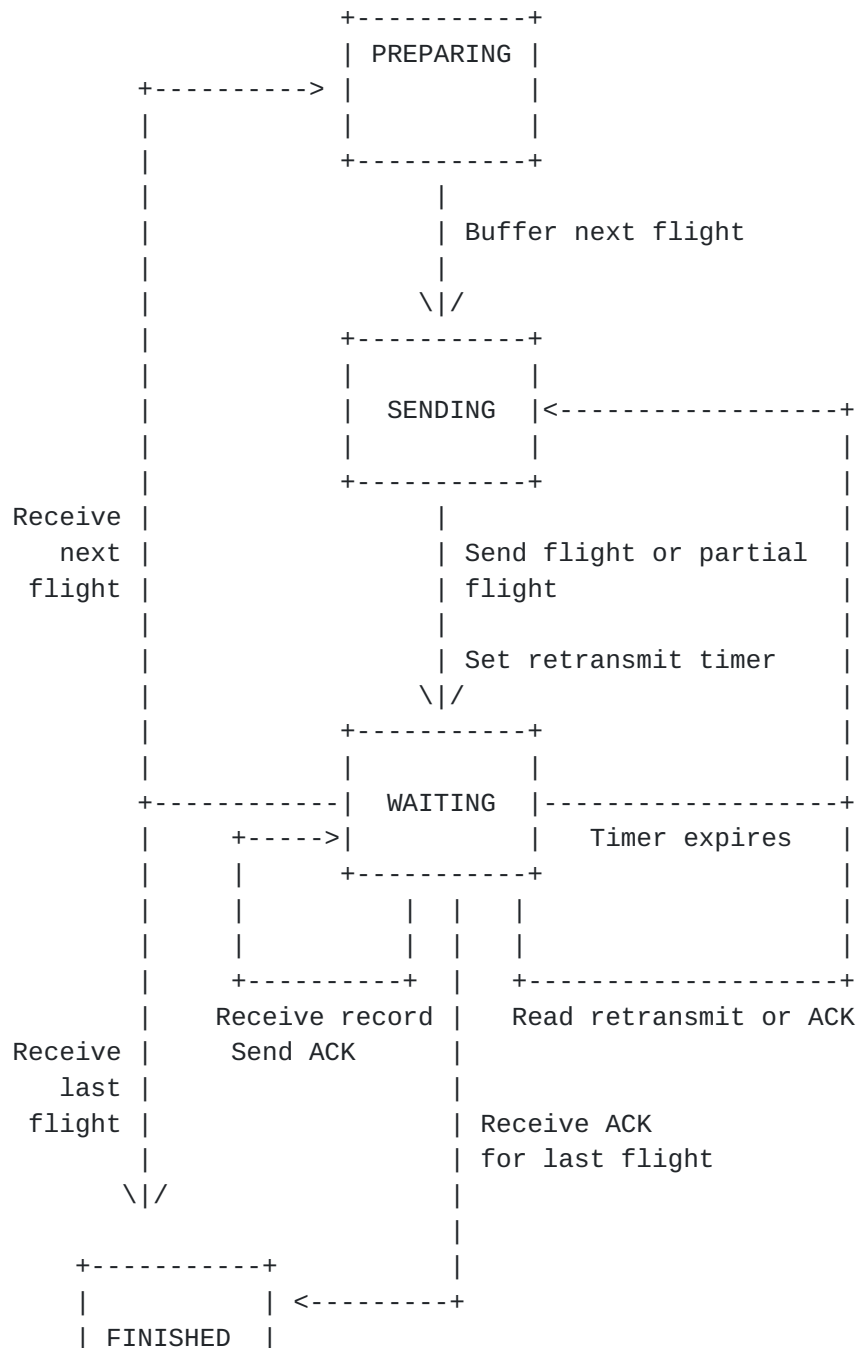 PREPARING
Buffer next flight
SENDING
Receive
next
flight
Send flight or partial
flight
Set retransmit timer
WAITING
Timer expires
Receive record
Send ACK
Read retransmit or ACK
Receive
last
flight
Receive ACK
for last flight
FINISHED